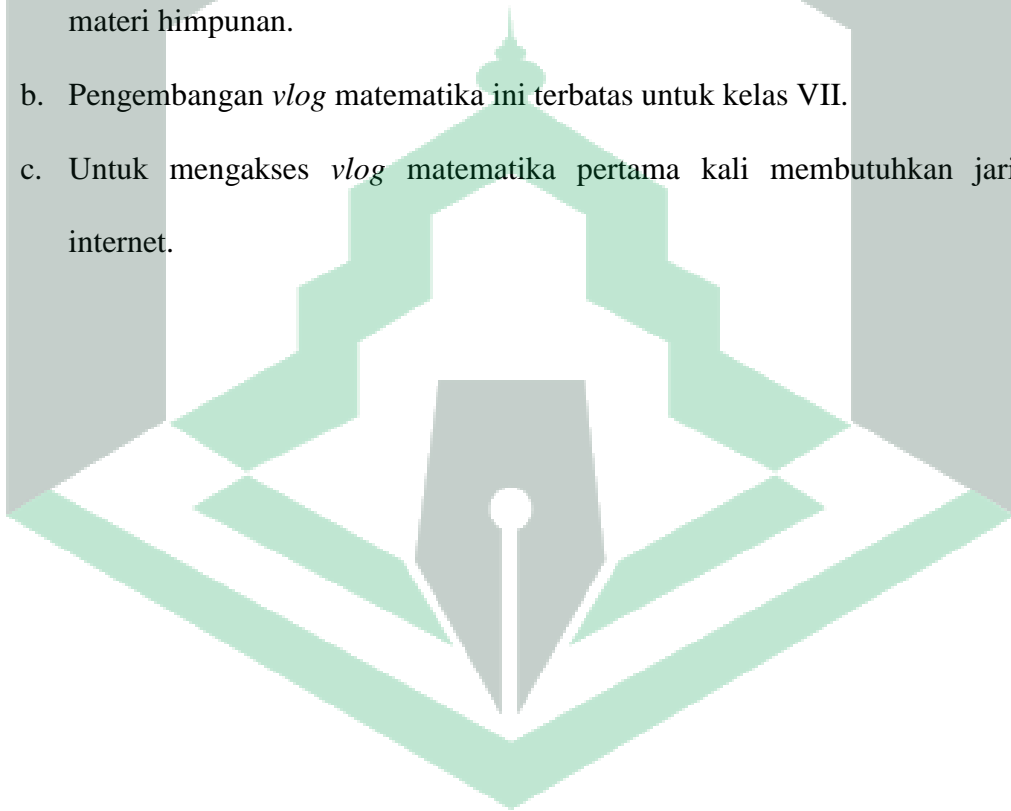 materi himpunan.
b. Pengembangan vlog matematika ini terbatas untuk kelas VII.
c. Untuk mengakses vlog matematika pertama kali membutuhkan jari
internet.